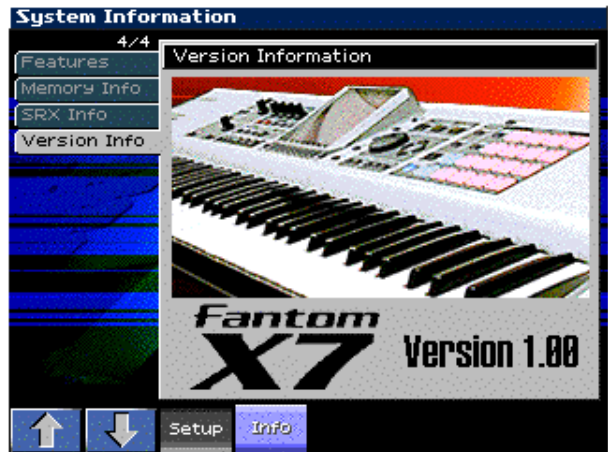 System Information
4/4
Features
Memory Info
SRX Info
Version Info
Version Information
Fantom
X7
Version 1.00
Setup
Info